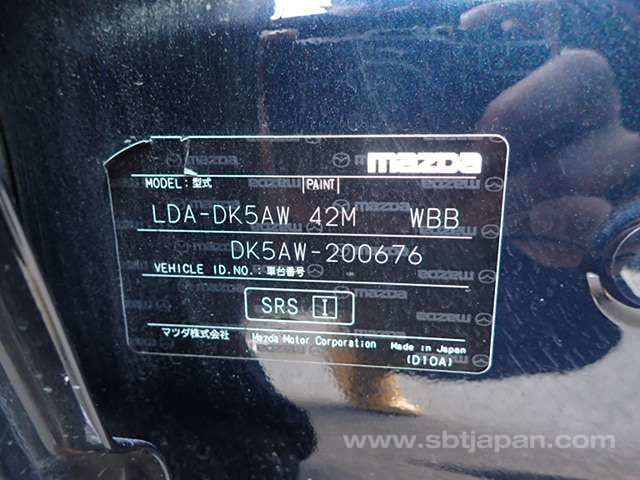 mazda
MODEL: 型式 PAINT
LDA-DK5AW 42M WBB
DK5AW-200676
VEHICLE ID.NO.: 車台番号
SRS I
マツダ株式会社 Mazda Motor Corporation Made in Japan
(D10A)
www.sbtjapan.com